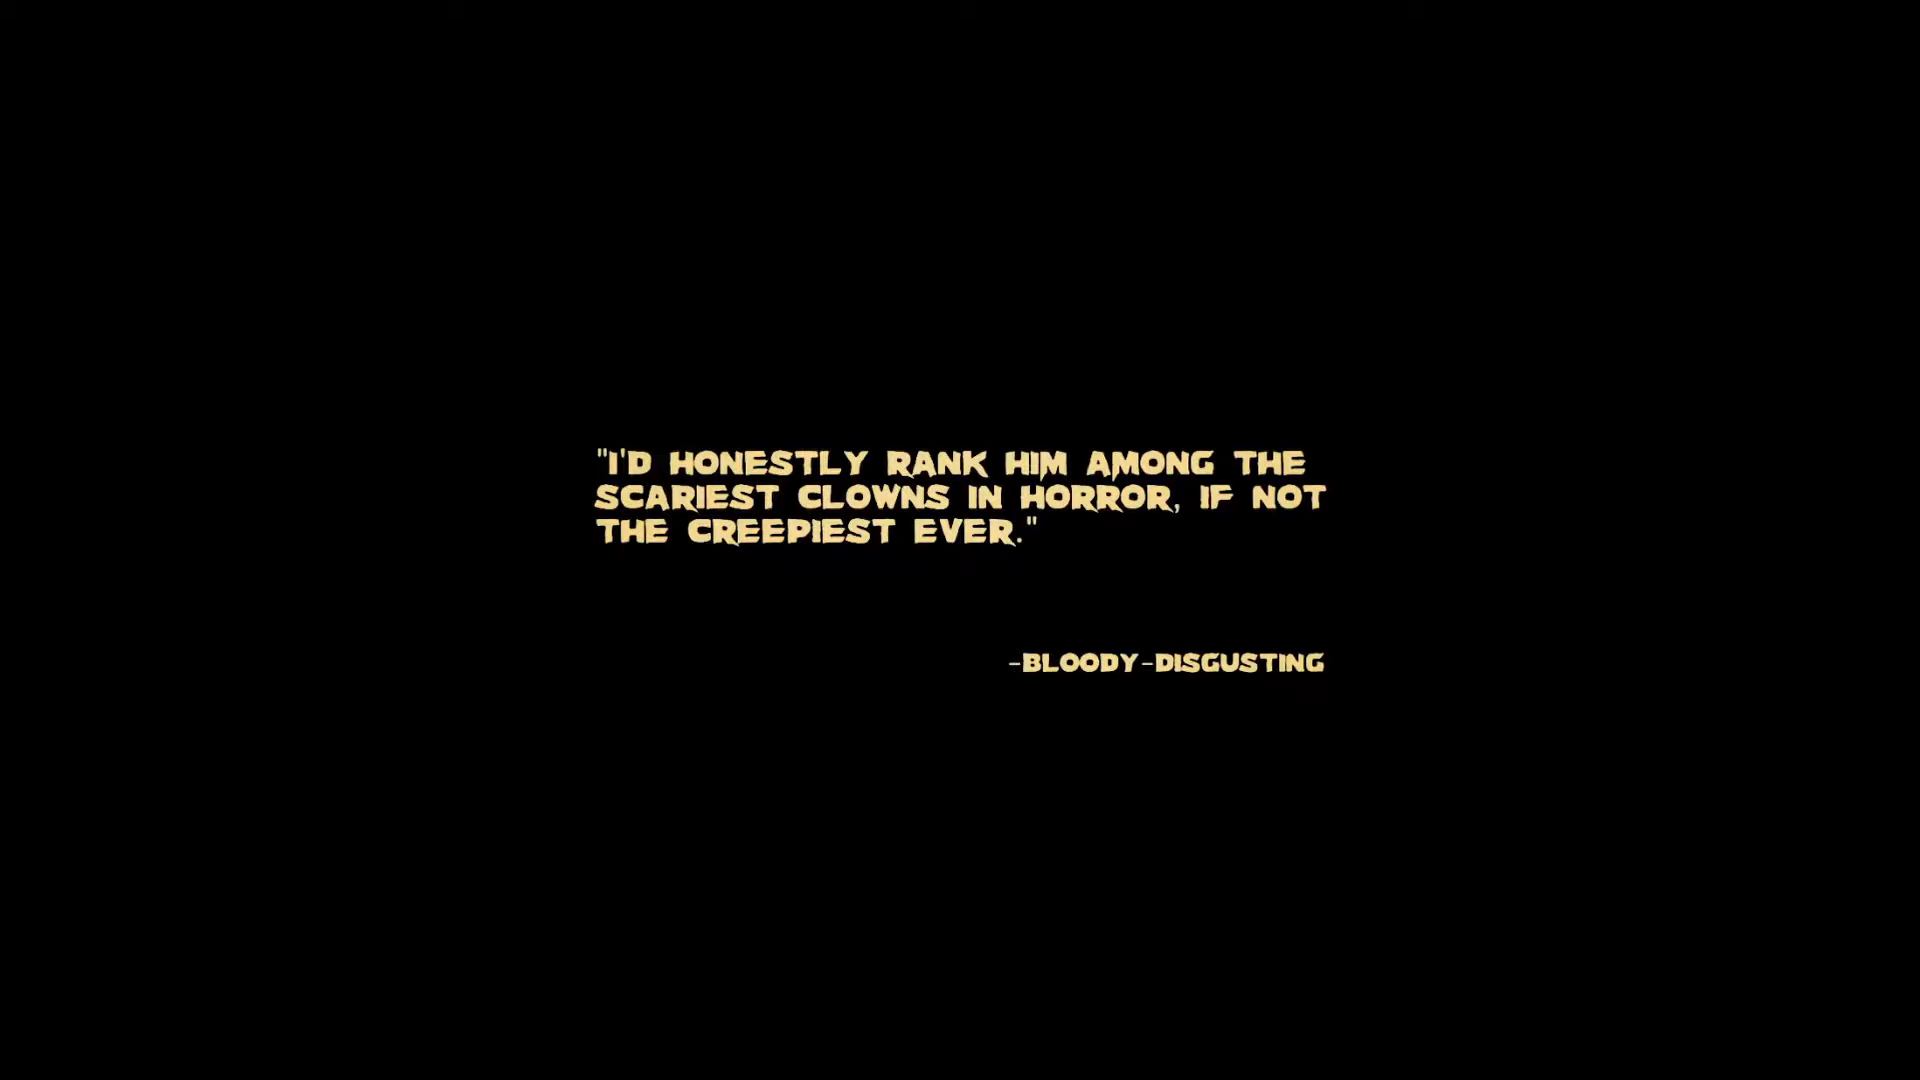 "I'D HONESTLY RANK HIM AMONG THE
SCARIEST CLOWNS IN HORROR, IF NOT
THE CREEPIEST EVER."
-BLOODY-DISGUSTING